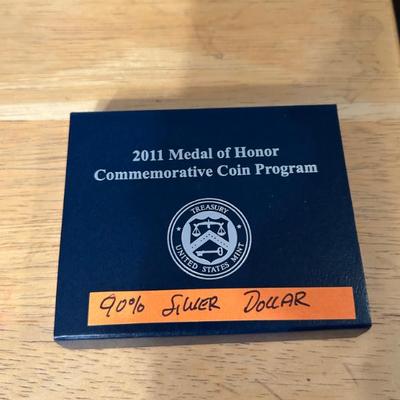 2011 Medal of Honor
Commemorative Coin Program
TREASURY
UNITED STATES MINT
90% SILVER DOLLAR